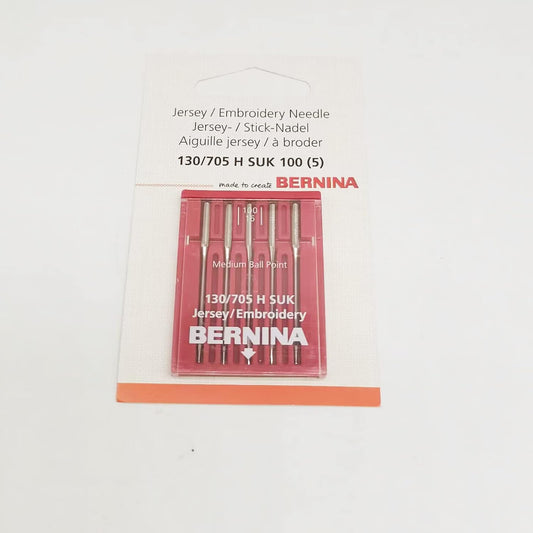 Jersey / Embroidery Needle
Jersey- / Stick-Nadel
Aiguille jersey / à broder
130/705 H SUK 100 (5)
made to create BERNINA
100
16
Medium Ball Point
130/705 H SUK
Jersey/Embroidery
BERNINA